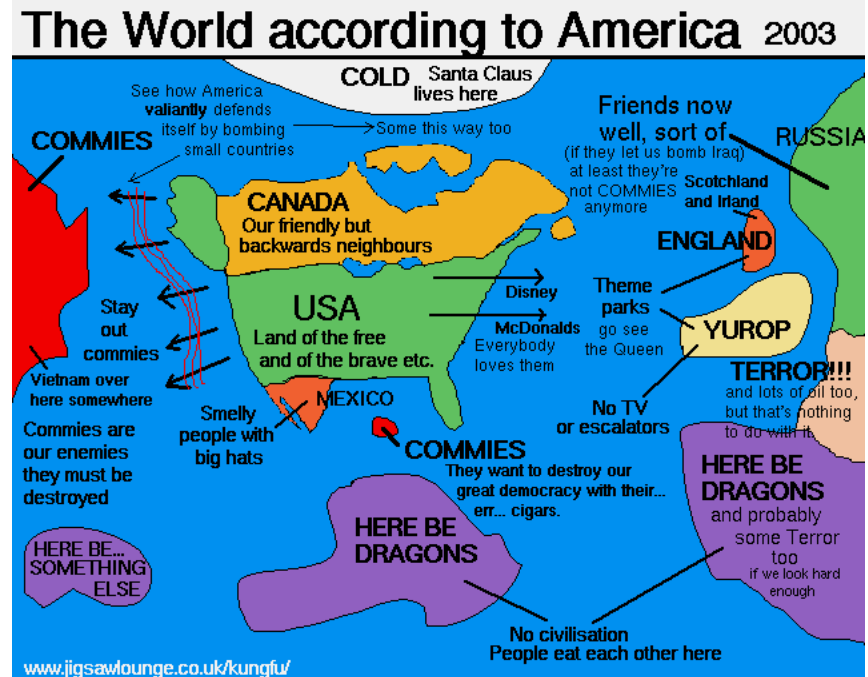 The World according to America 2003
COLD Santa Claus
lives here
See how America
valiantly defends
itself by bombing
small countries
Some this way too
COMMIES
Friends now
well, sort of
(if they let us bomb Iraq)
at least they're
not COMMIES
anymore
RUSSIA
Scotchland
and Irland
ENGLAND
CANADA
Our friendly but
backwards neighbours
USA
Land of the free
and of the brave etc.
Disney
McDonalds
Everybody
loves them
Theme
parks
go see
the Queen
YUROP
No TV
or escalators
TERROR!!!
and lots of oil too,
but that's nothing
to do with it.
Stay
out
commies
Vietnam over
here somewhere
Commies are
our enemies
they must be
destroyed
MEXICO
Smelly
people with
big hats
COMMIES
They want to destroy our
great democracy with their...
err... cigars.
HERE BE
DRAGONS
and probably
some Terror
too
if we look hard
enough
HERE BE
DRAGONS
HERE BE...
SOMETHING
ELSE
No civilisation
People eat each other here
www.jigsawlounge.co.uk/kungfu/